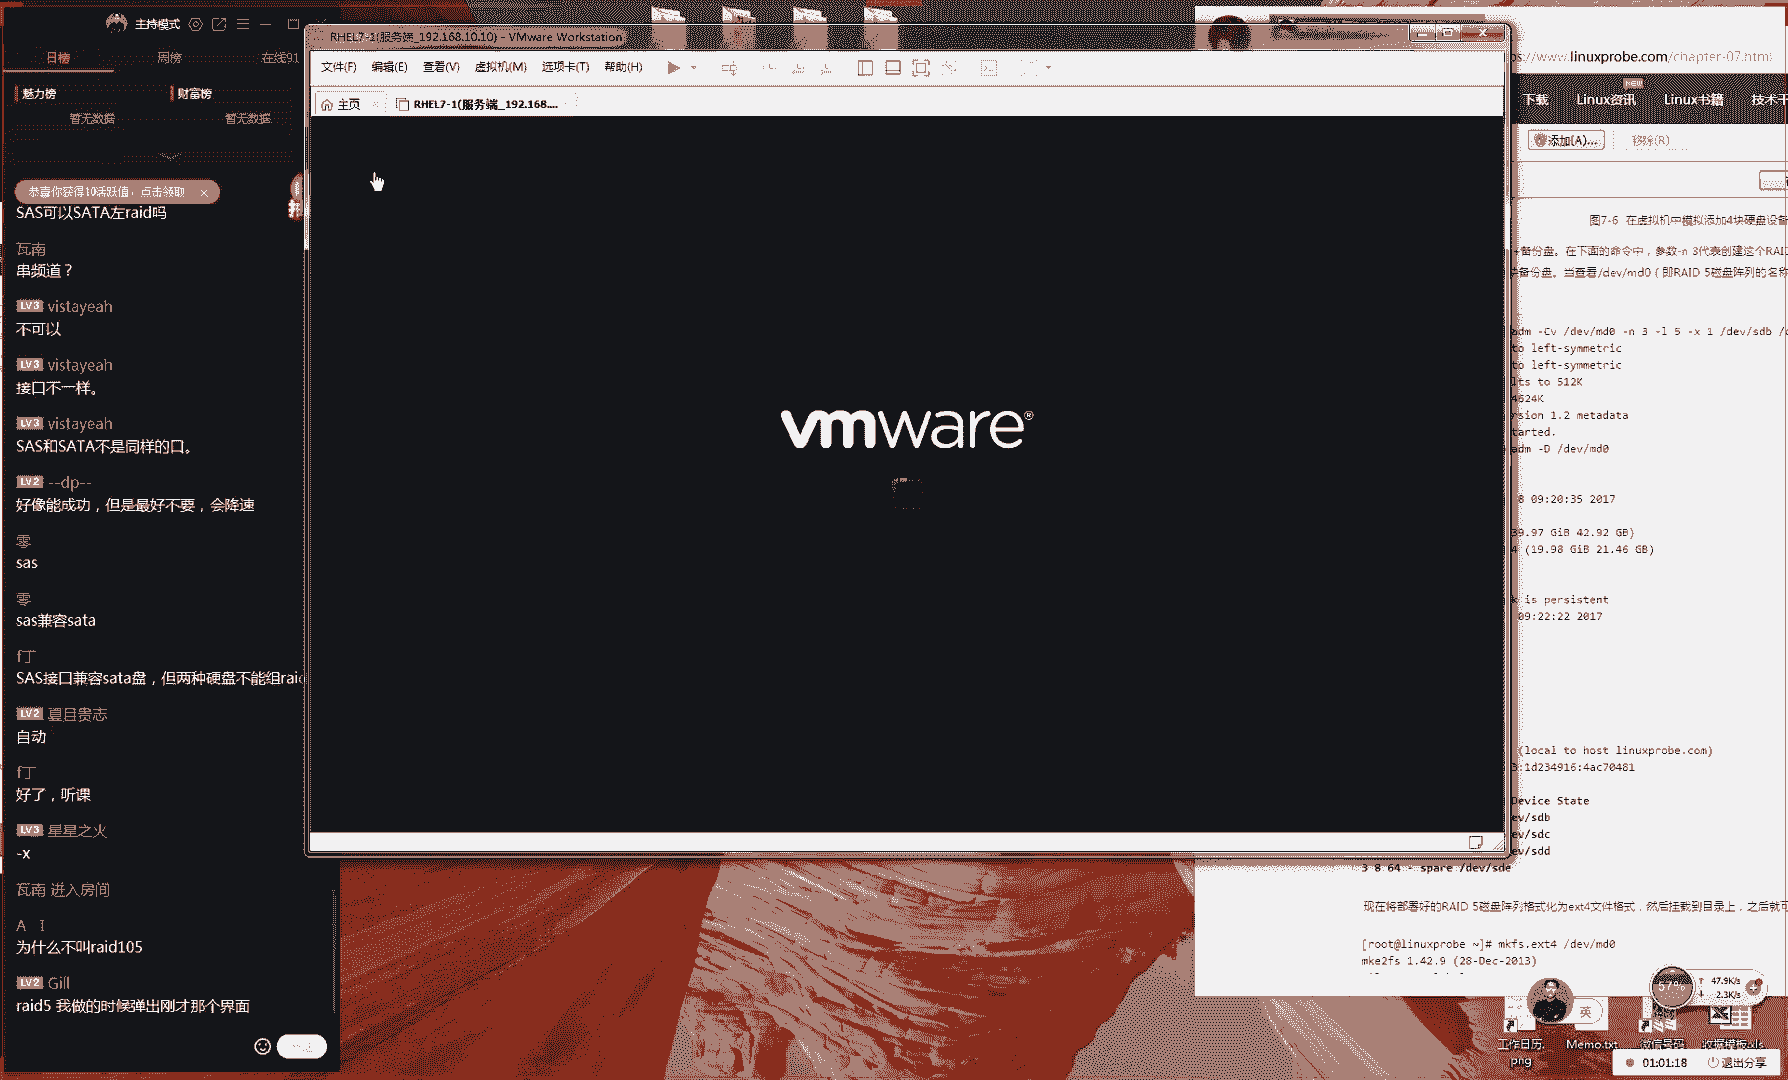 主持模式
日榜
周榜
在线91
魅力榜
财富榜
暂无数据
暂无数据
恭喜你获得10活跃值，点击领取 ×
SAS可以SATA左raid吗
瓦南
串频道？
LV3 vistayeah
不可以
LV3 vistayeah
接口不一样。
LV3 vistayeah
SAS和SATA不是同样的口。
LV2 --dp--
好像能成功，但是最好不要，会降速
零
sas
零
sas兼容sata
f丁
SAS接口兼容sata盘，但两种硬盘不能组raid
LV2 夏目贵志
自动
f丁
好了，听课
LV3 星星之火
-x
瓦南 进入房间
A I
为什么不叫raid105
LV2 Gill
raid5 我做的时候弹出刚才那个界面
RHEL7-1(服务端_192.168.10.10) - VMware Workstation
文件(F) 编辑(E) 查看(V) 虚拟机(M) 选项卡(T) 帮助(H)
主页
RHEL7-1(服务端_192.168....
vmware®
ps://www.linuxprobe.com/chapter-07.html
NEW
下载 Linux资讯 Linux书籍 技术干
添加(A)... 移除(R)
图7-6 在虚拟机中模拟添加4块硬盘设备
+备份盘。在下面的命令中，参数-n 3代表创建这个RAI
备份盘。当查看/dev/md0（即RAID 5磁盘阵列的名称
adm -Cv /dev/md0 -n 3 -l 5 -x 1 /dev/sdb /
to left-symmetric
to left-symmetric
lts to 512K
4624K
rsion 1.2 metadata
tarted.
adm -D /dev/md0
8 09:20:35 2017
39.97 GiB 42.92 GB)
4 (19.98 GiB 21.46 GB)
k is persistent
09:22:22 2017
(local to host linuxprobe.com)
3:1d234916:4ac70481
Device State
ev/sdb
ev/sdc
ev/sdd
3 8 64 - spare /dev/sde
现在将部署好的RAID 5磁盘阵列格式化为ext4文件格式，然后挂载到目录上，之后就可
[root@linuxprobe ~]# mkfs.ext4 /dev/md0
mke2fs 1.42.9 (28-Dec-2013)
57%
47.9K/s
2.3K/s
英
工作日历.png
Memo.txt
微信号码
收据模板.xls
01:01:18
退出分享